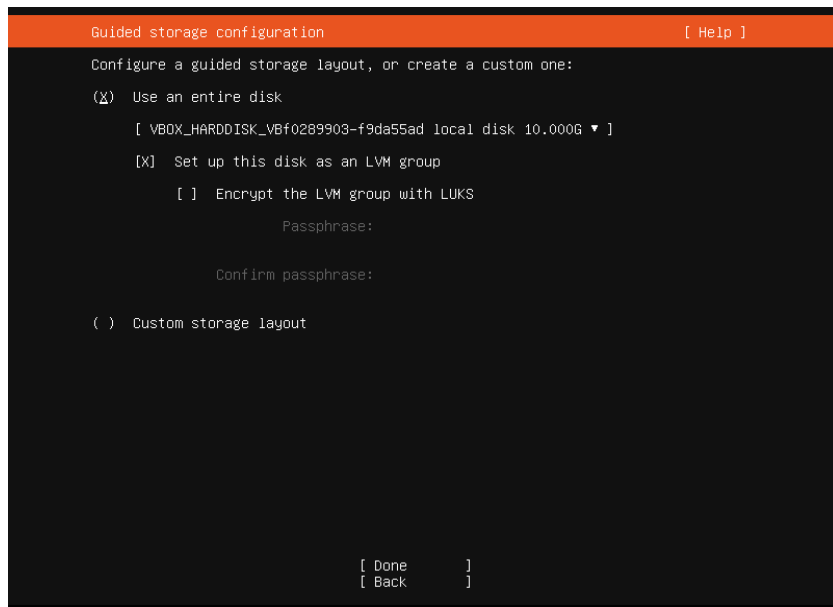 Guided storage configuration [ Help ]
Configure a guided storage layout, or create a custom one:
(X) Use an entire disk
[ VBOX_HARDDISK_VBf0289903-f9da55ad local disk 10.000G ▾ ]
[X] Set up this disk as an LVM group
[ ] Encrypt the LVM group with LUKS
Passphrase:
Confirm passphrase:
( ) Custom storage layout
[ Done ]
[ Back ]